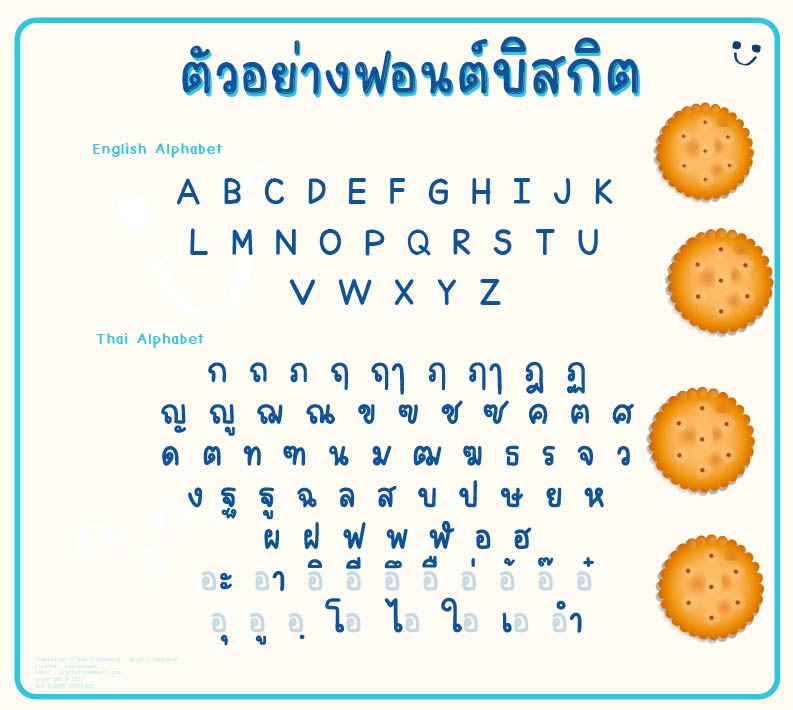 ตัวอย่างฟอนต์บิสกิต
English Alphabet
A B C D E F G H I J K
L M N O P Q R S T U
V W X Y Z
Thai Alphabet
ก ถ ภ ฤ ฤๅ ฦ ฦๅ ฎ ฏ
ญ ญู ฌ ณ ข ฃ ช ซ ค ฅ ศ
ด ต ท ฑ น ม ฒ ฆ ธ ร จ ว
ง ฐ ฐู ฉ ล ส บ ป ษ ย ห
ผ ฝ ฟ พ ฬ อ ฮ
อะ อา อิ อี อึ อื อ่ อ้ อ๊ อ๋
อุ อู อฺ โอ ไอ ใอ เอ อำ
ALL RIGHTS RESERVED